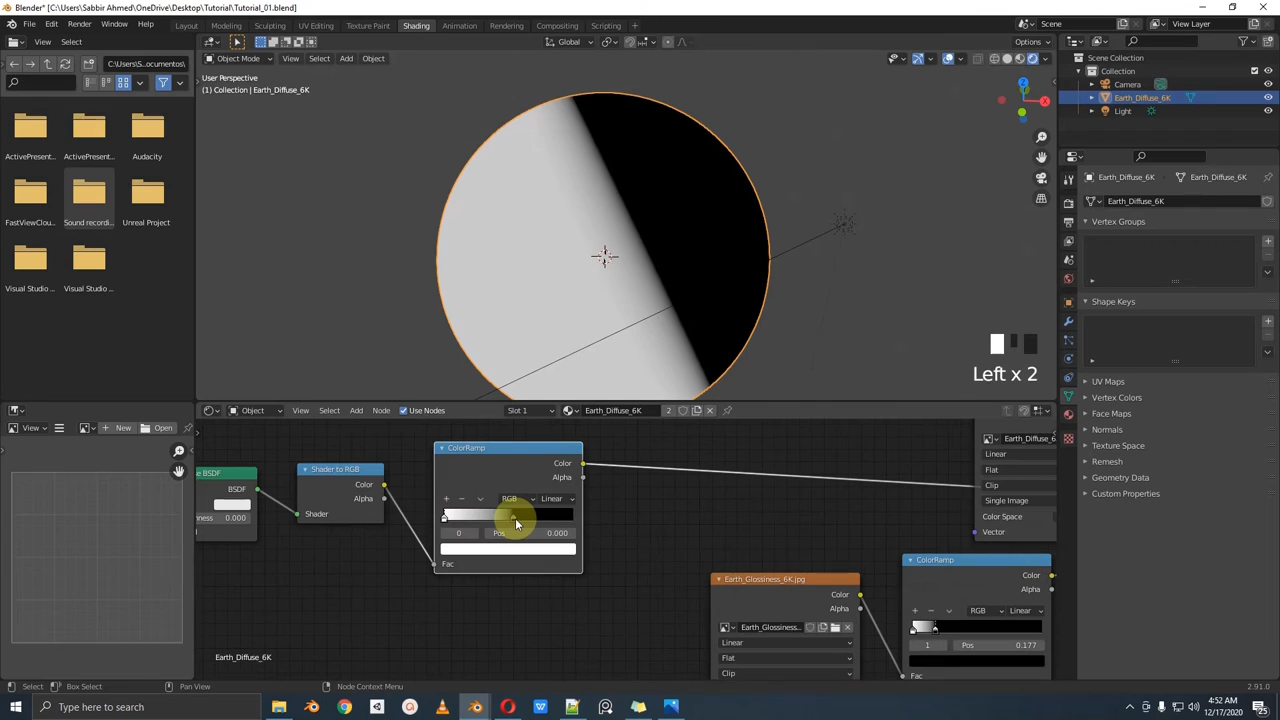 Blender* [C:\Users\Sabbir Ahmed\OneDrive\Desktop\Tutorial\Tutorial_01.blend]
File Edit Render Window Help
Layout Modeling Sculpting UV Editing Texture Paint Shading Animation Rendering Compositing Scripting
Scene
View Layer
View Select
Object Mode View Select Add Object
Global
Options
C:\S...ocumentos\
User Perspective
(1) Collection | Earth_Diffuse_6K
ActivePresent...
ActivePresent...
Audacity
FastViewClou...
Sound recordi...
Unreal Project
Visual Studio ...
Visual Studio ...
X
Left x 2
Scene Collection
Collection
Camera
Earth_Diffuse_6K
Light
Earth_Diffuse_6K
Earth_Diffuse_6K
Earth_Diffuse_6K
Vertex Groups
Shape Keys
UV Maps
Vertex Colors
Face Maps
Normals
Texture Space
Remesh
Geometry Data
Custom Properties
View New Open
Object View Select Add Node Use Nodes Slot 1 Earth_Diffuse_6K 2
BSDF
BSDF
0.000
Shader to RGB
Color
Alpha
Shader
ColorRamp
Color
Alpha
RGB Linear
0 Pos 0.000
Fac
Earth_Diffuse_6
Linear
Flat
Clip
Single Image
Color Space
Vector
Earth_Glossiness_6K.jpg
Color
Alpha
Earth_Glossiness...
Linear
Flat
Clip
ColorRamp
Color
Alpha
RGB Linear
1 Pos 0.177
Fac
Earth_Diffuse_6K
Select Box Select Pan View Node Context Menu 2.91.0
Type here to search
4:52 AM
12/17/2020